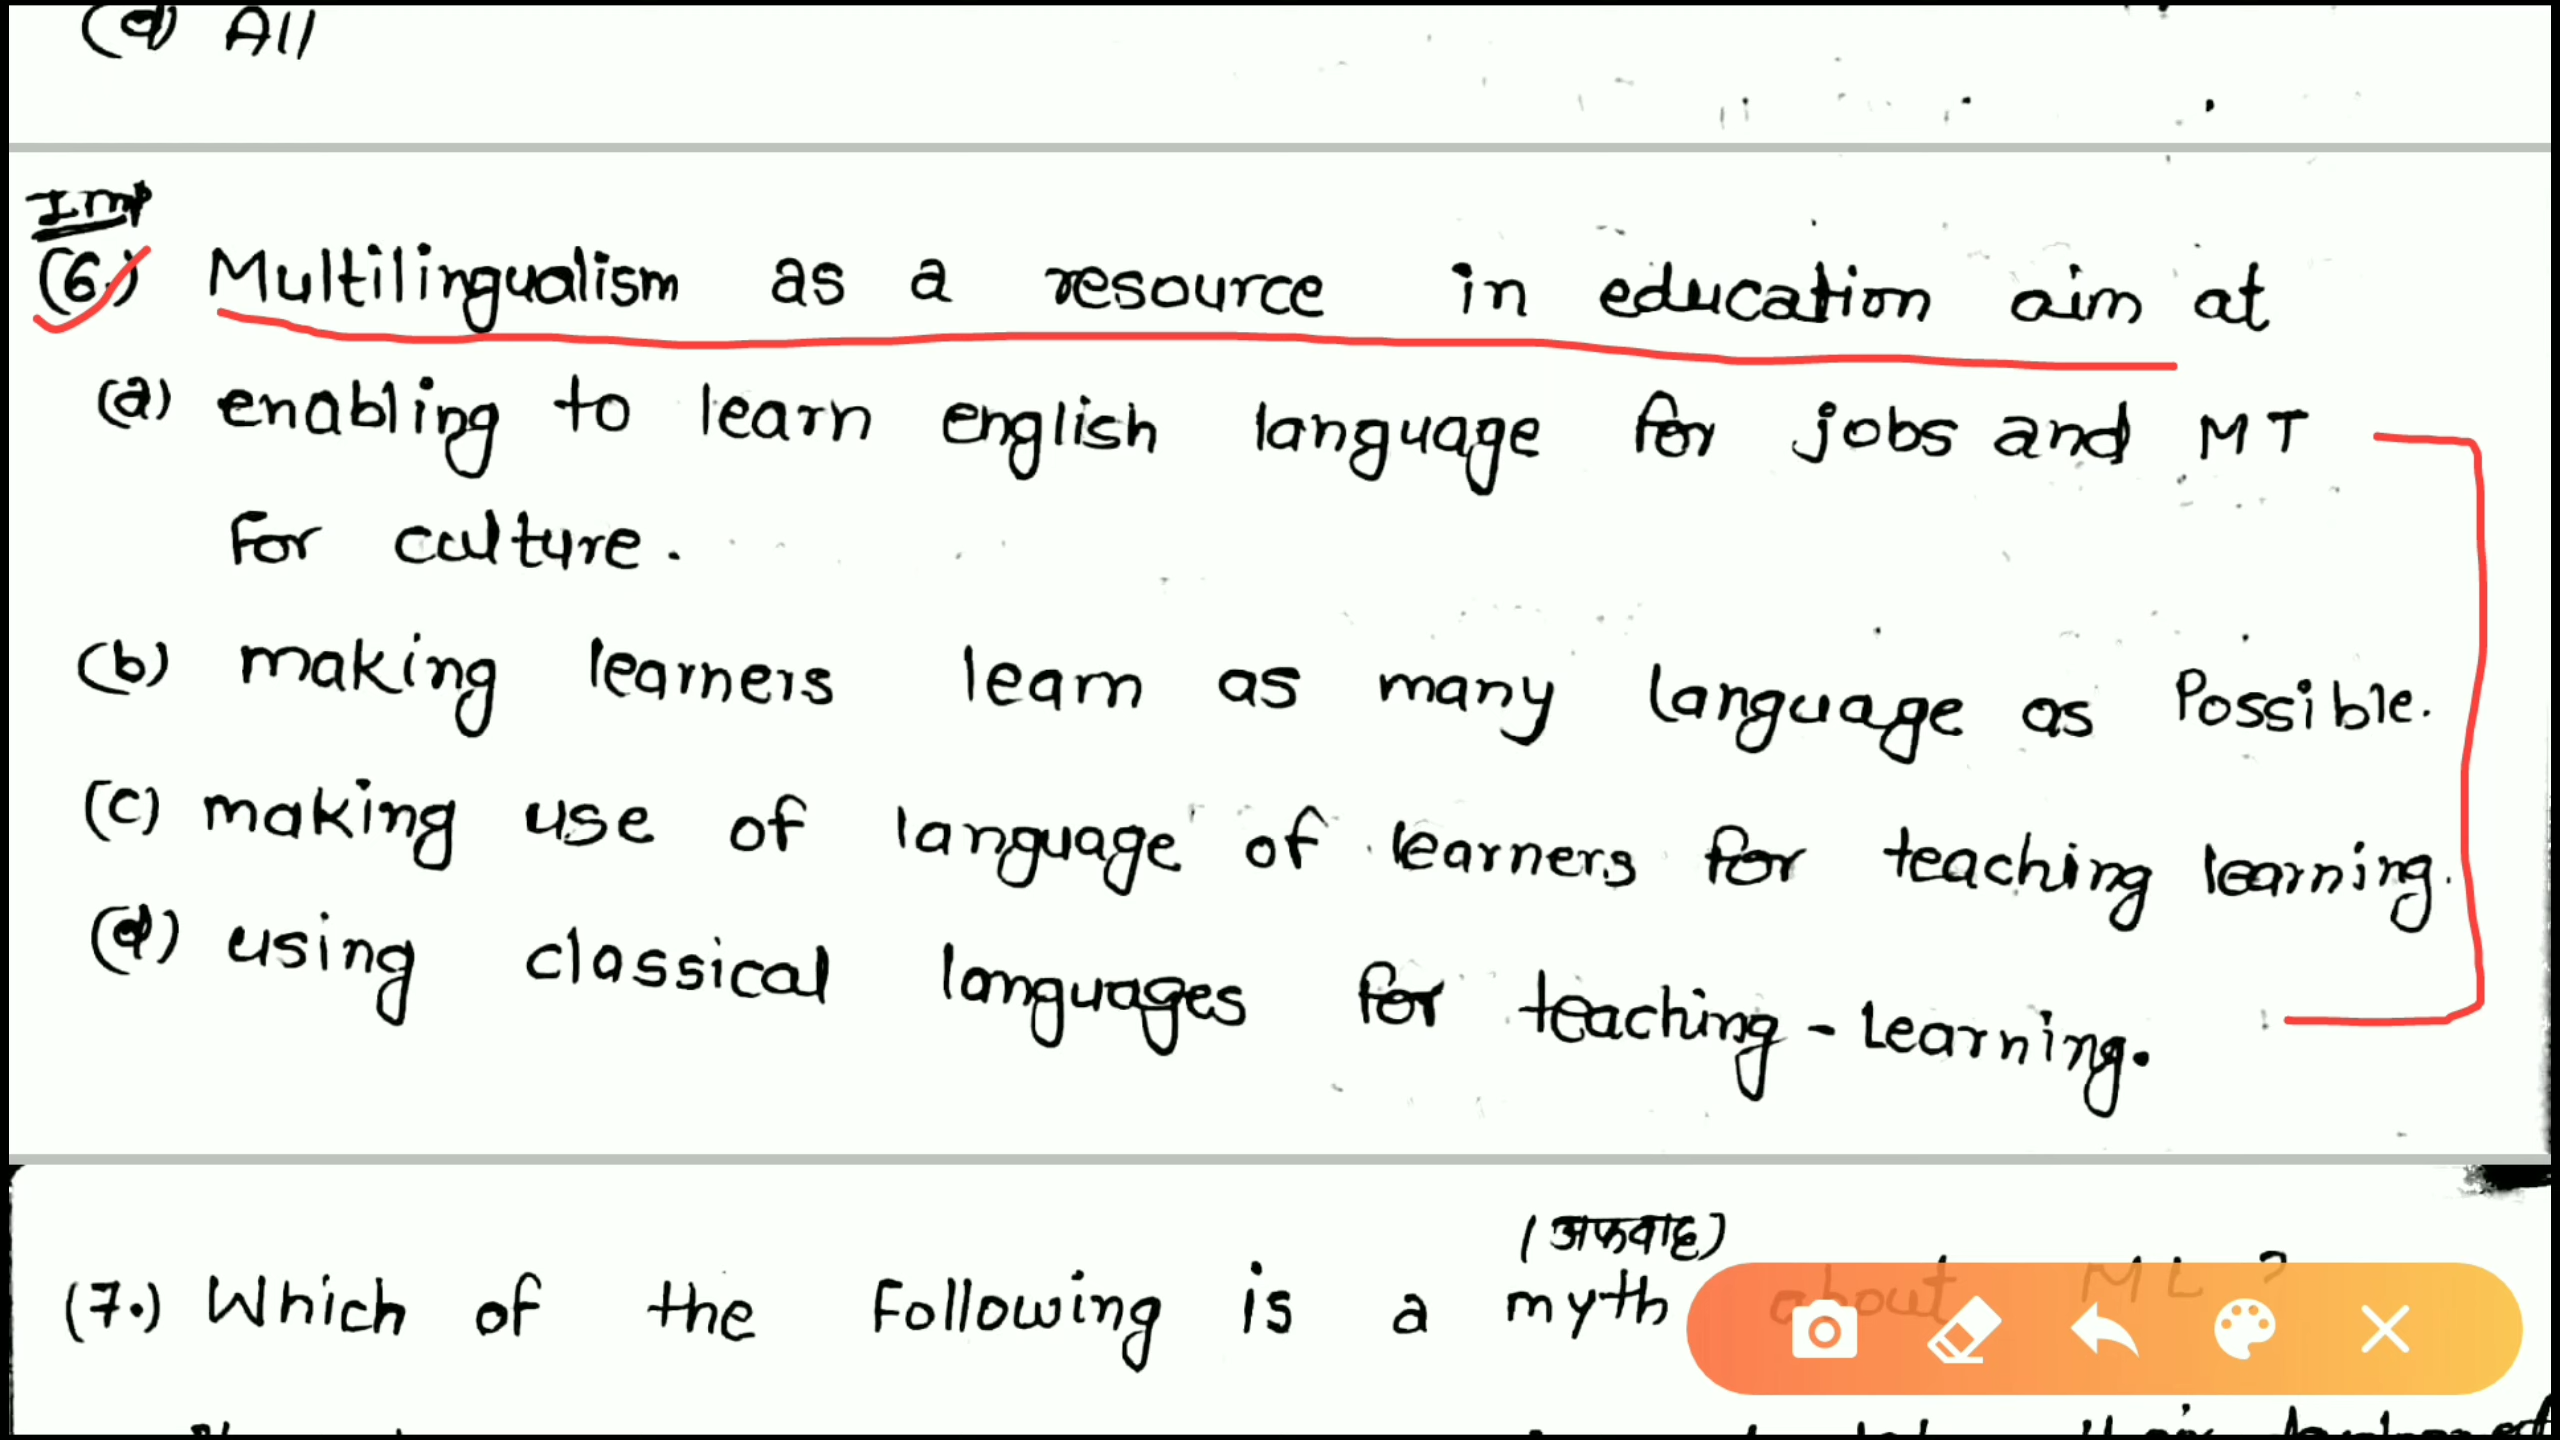 (d) All
Imp
(6.) Multilingualism as a resource in education aim at
(a) enabling to learn english language for jobs and MT
For culture.
(b) making learners learn as many language as Possible.
(c) making use of language of learners for teaching learning.
(d) using classical languages for teaching - Learning.
(अफवाह)
(7.) Which of the Following is a myth about ML ?